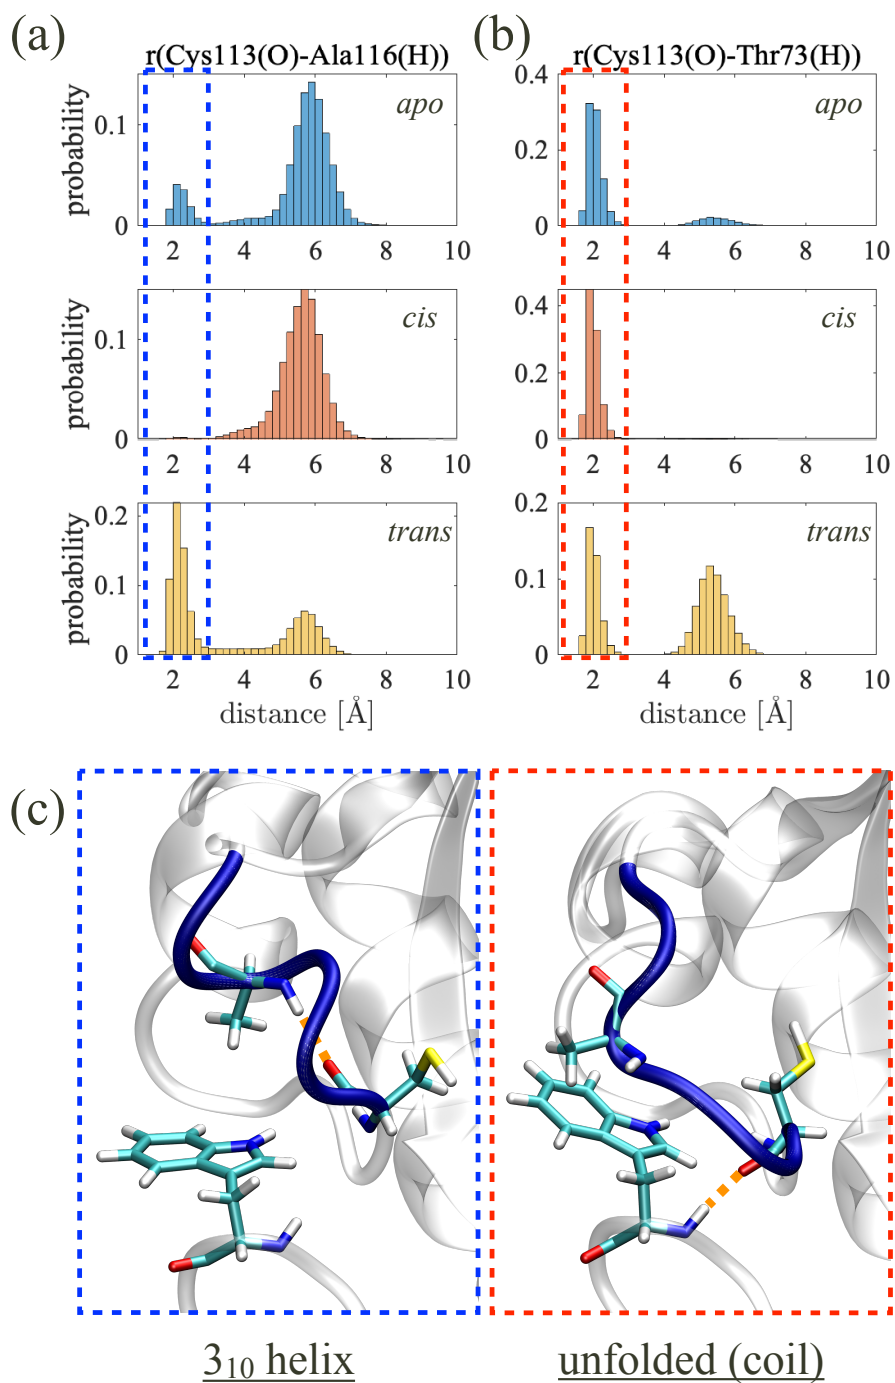 (a)
r(Cys113(O)-Ala116(H))
apo
probability
0.1
0
2 4 6 8 10
cis
probability
0.1
0
2 4 6 8 10
trans
probability
0.2
0.1
0
2 4 6 8 10
distance [Å]
(b)
r(Cys113(O)-Thr73(H))
apo
0.4
0.2
0
2 4 6 8 10
cis
0.4
0.2
0
2 4 6 8 10
trans
0.2
0.1
0
2 4 6 8 10
distance [Å]
(c)
3₁₀ helix
unfolded (coil)